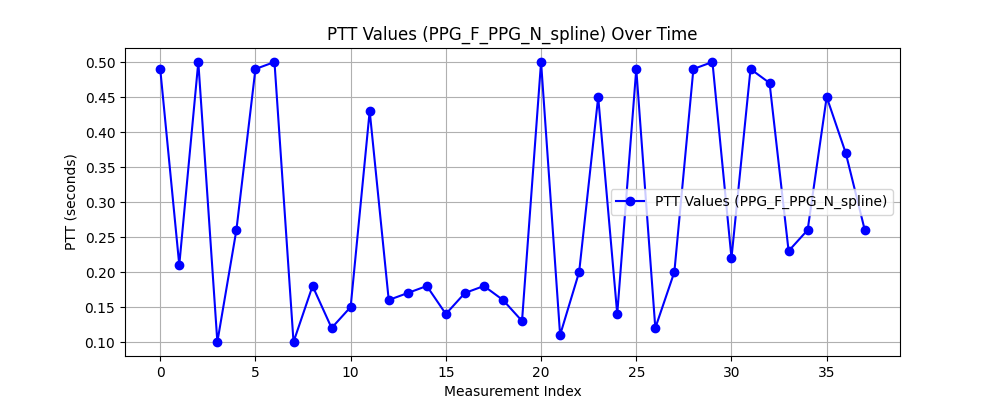 PTT Values (PPG_F_PPG_N_spline) Over Time
PTT (seconds)
0.50
0.45
0.40
0.35
0.30
0.25
0.20
0.15
0.10
PTT Values (PPG_F_PPG_N_spline)
0 5 10 15 20 25 30 35
Measurement Index